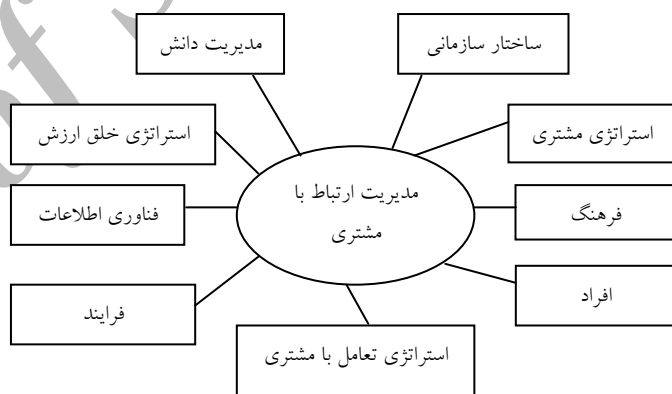 ساختار سازمانی
مدیریت دانش
استراتژی مشتری
استراتژی خلق ارزش
مدیریت ارتباط با
مشتری
فرهنگ
فناوری اطلاعات
افراد
فرایند
استراتژی تعامل با مشتری